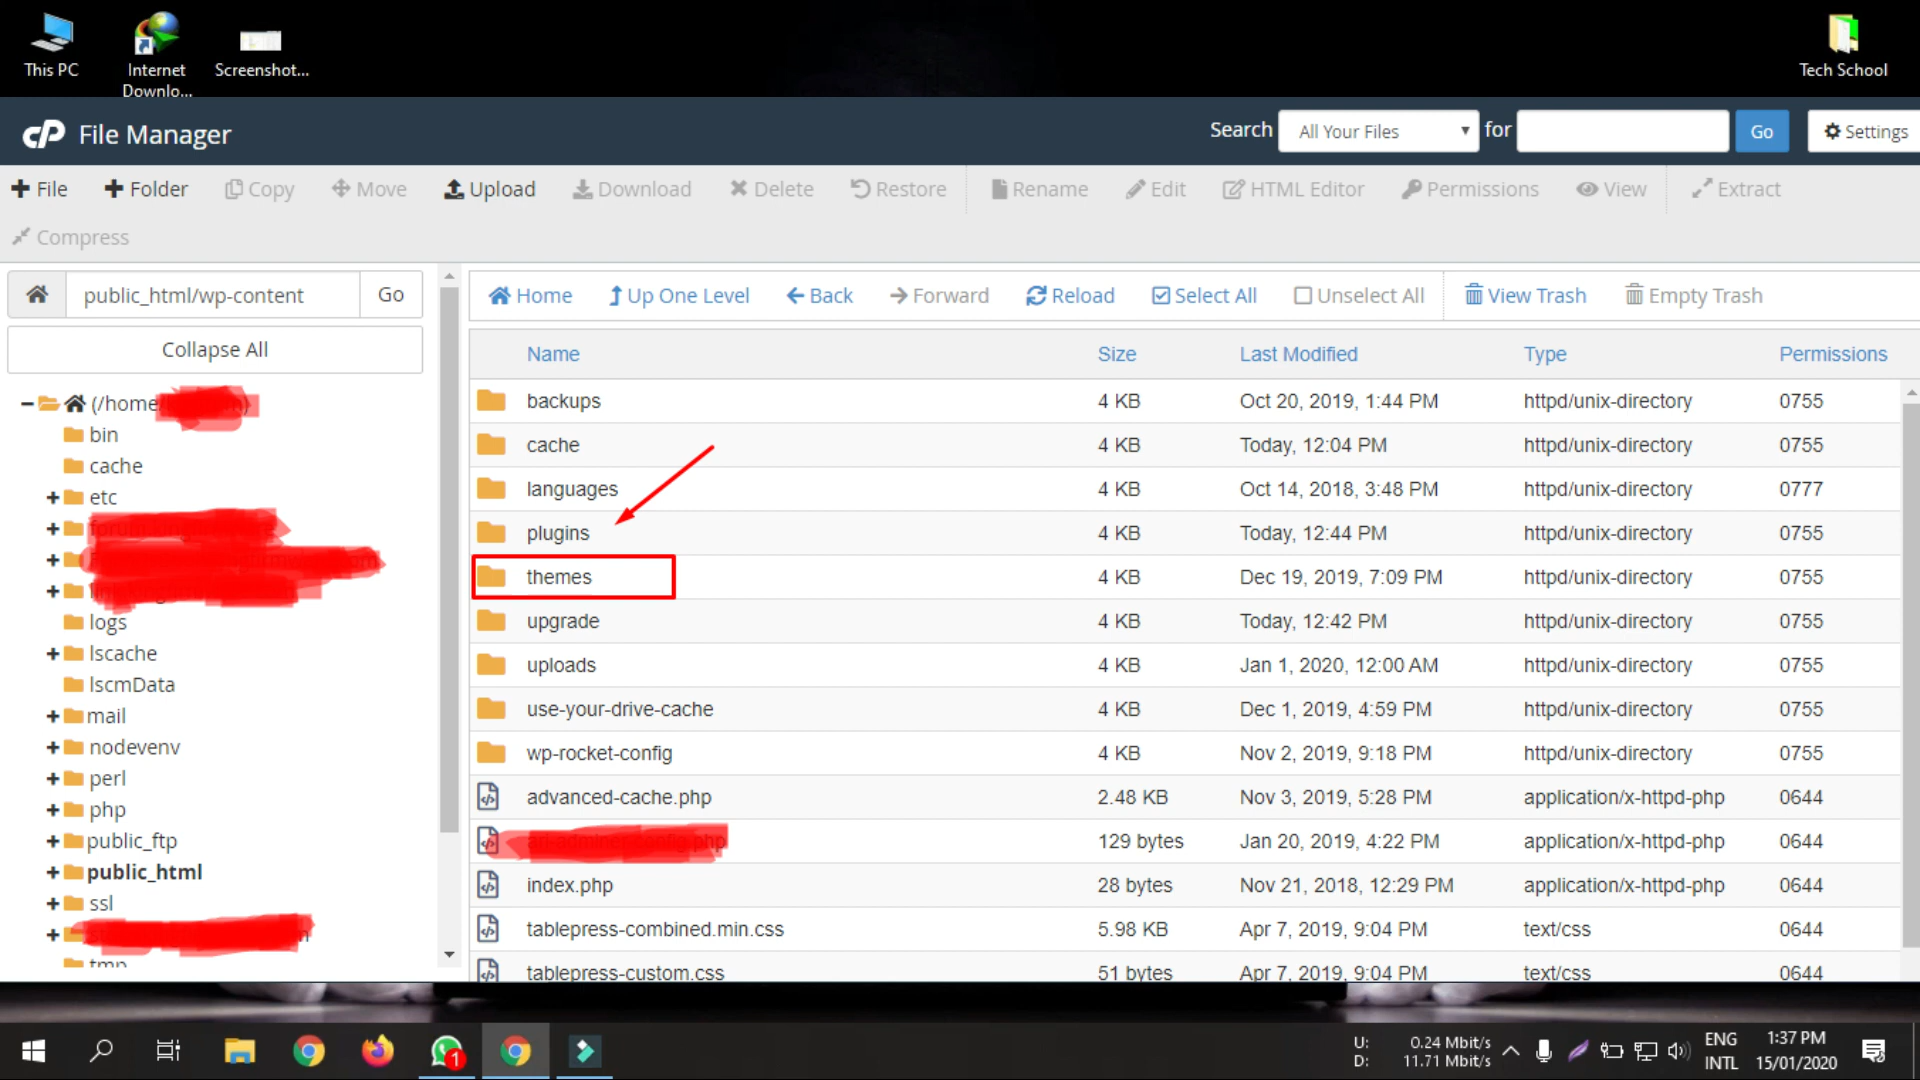 This PC
Internet
Downlo...
Screenshot...
Tech School
cP File Manager
Search All Your Files for Go Settings
File Folder Copy Move Upload Download Delete Restore Rename Edit HTML Editor Permissions View Extract
Compress
public_html/wp-content Go
Home Up One Level Back Forward Reload Select All Unselect All View Trash Empty Trash
Collapse All
(/home
bin
cache
etc
logs
lscache
lscmData
mail
nodevenv
perl
php
public_ftp
public_html
ssl
tmp
Name Size Last Modified Type Permissions
backups 4 KB Oct 20, 2019, 1:44 PM httpd/unix-directory 0755
cache 4 KB Today, 12:04 PM httpd/unix-directory 0755
languages 4 KB Oct 14, 2018, 3:48 PM httpd/unix-directory 0777
plugins 4 KB Today, 12:44 PM httpd/unix-directory 0755
themes 4 KB Dec 19, 2019, 7:09 PM httpd/unix-directory 0755
upgrade 4 KB Today, 12:42 PM httpd/unix-directory 0755
uploads 4 KB Jan 1, 2020, 12:00 AM httpd/unix-directory 0755
use-your-drive-cache 4 KB Dec 1, 2019, 4:59 PM httpd/unix-directory 0755
wp-rocket-config 4 KB Nov 2, 2019, 9:18 PM httpd/unix-directory 0755
advanced-cache.php 2.48 KB Nov 3, 2019, 5:28 PM application/x-httpd-php 0644
129 bytes Jan 20, 2019, 4:22 PM application/x-httpd-php 0644
index.php 28 bytes Nov 21, 2018, 12:29 PM application/x-httpd-php 0644
tablepress-combined.min.css 5.98 KB Apr 7, 2019, 9:04 PM text/css 0644
tablepress-custom.css 51 bytes Apr 7, 2019, 9:04 PM text/css 0644
1
U: 0.24 Mbit/s
D: 11.71 Mbit/s
ENG
INTL
1:37 PM
15/01/2020